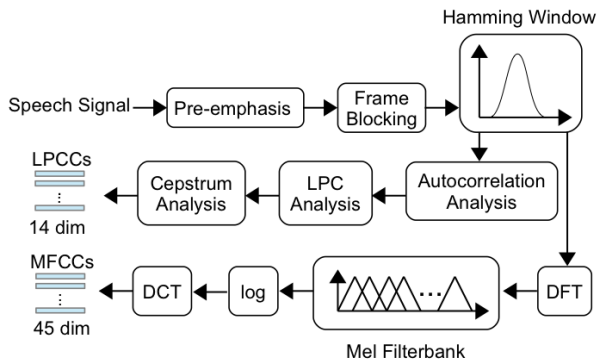 Hamming Window
Speech Signal
Pre-emphasis
Frame
Blocking
LPCCs
14 dim
Cepstrum
Analysis
LPC
Analysis
Autocorrelation
Analysis
MFCCs
45 dim
DCT
log
Mel Filterbank
DFT